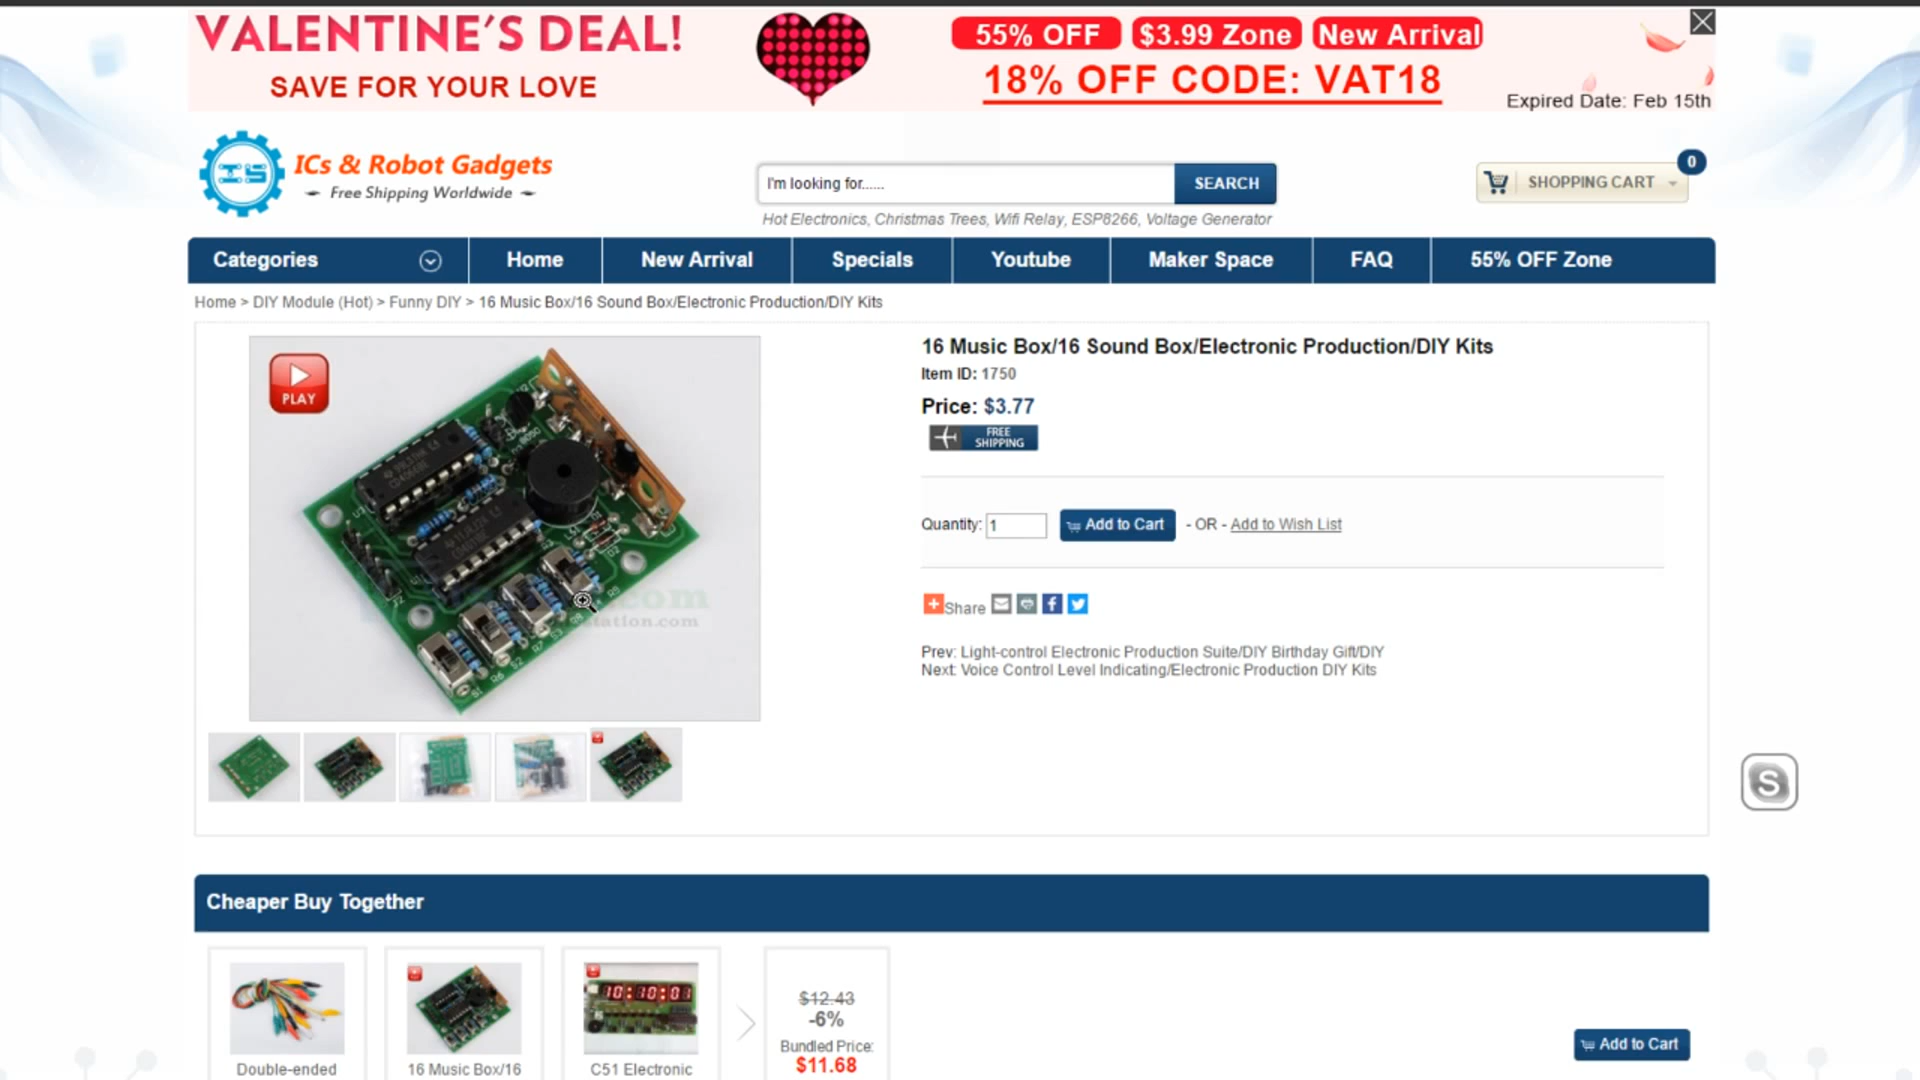 VALENTINE'S DEAL!
SAVE FOR YOUR LOVE
55% OFF $3.99 Zone New Arrival
18% OFF CODE: VAT18
Expired Date: Feb 15th
ICs & Robot Gadgets
Free Shipping Worldwide
I'm looking for......
SEARCH
Hot Electronics, Christmas Trees, Wifi Relay, ESP8266, Voltage Generator
SHOPPING CART
0
Categories Home New Arrival Specials Youtube Maker Space FAQ 55% OFF Zone
Home > DIY Module (Hot) > Funny DIY > 16 Music Box/16 Sound Box/Electronic Production/DIY Kits
PLAY
16 Music Box/16 Sound Box/Electronic Production/DIY Kits
Item ID: 1750
Price: $3.77
FREE
SHIPPING
Quantity: 1 Add to Cart - OR - Add to Wish List
Share
Prev: Light-control Electronic Production Suite/DIY Birthday Gift/DIY
Next: Voice Control Level Indicating/Electronic Production DIY Kits
Cheaper Buy Together
10:10:01
Double-ended
16 Music Box/16
C51 Electronic
$12.43
-6%
Bundled Price:
$11.68
Add to Cart